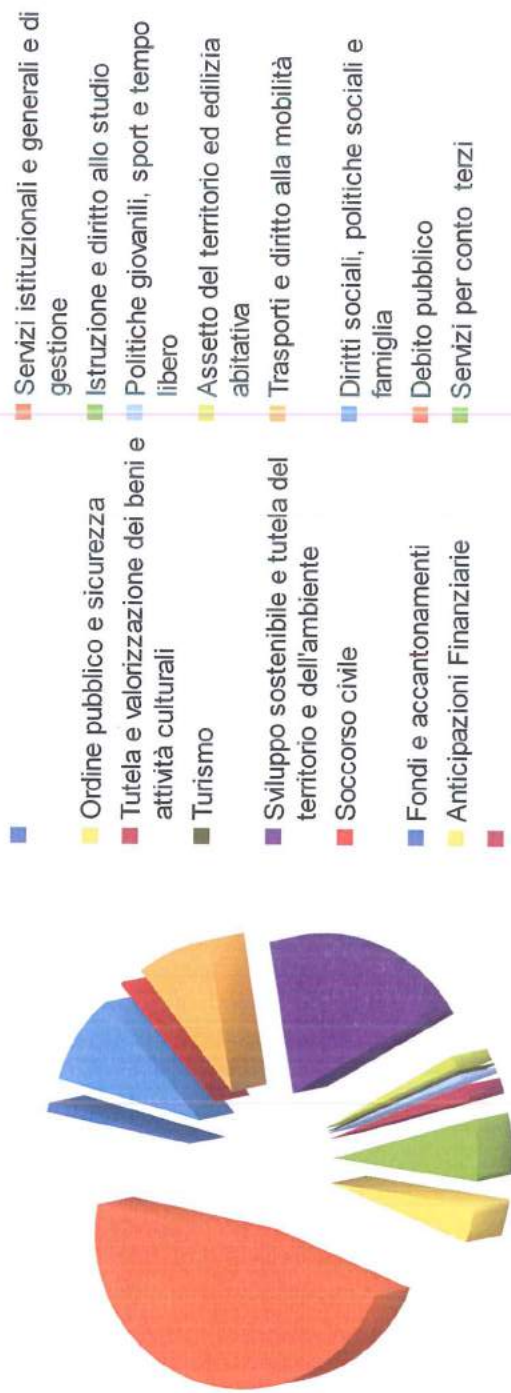 Ordine pubblico e sicurezza
Tutela e valorizzazione dei beni e
attività culturali
Turismo
Sviluppo sostenibile e tutela del
territorio e dell'ambiente
Soccorso civile
Fondi e accantonamenti
Anticipazioni Finanziarie
Servizi istituzionali e generali e di
gestione
Istruzione e diritto allo studio
Politiche giovanili, sport e tempo
libero
Assetto del territorio ed edilizia
abitativa
Trasporti e diritto alla mobilità
Diritti sociali, politiche sociali e
famiglia
Debito pubblico
Servizi per conto terzi